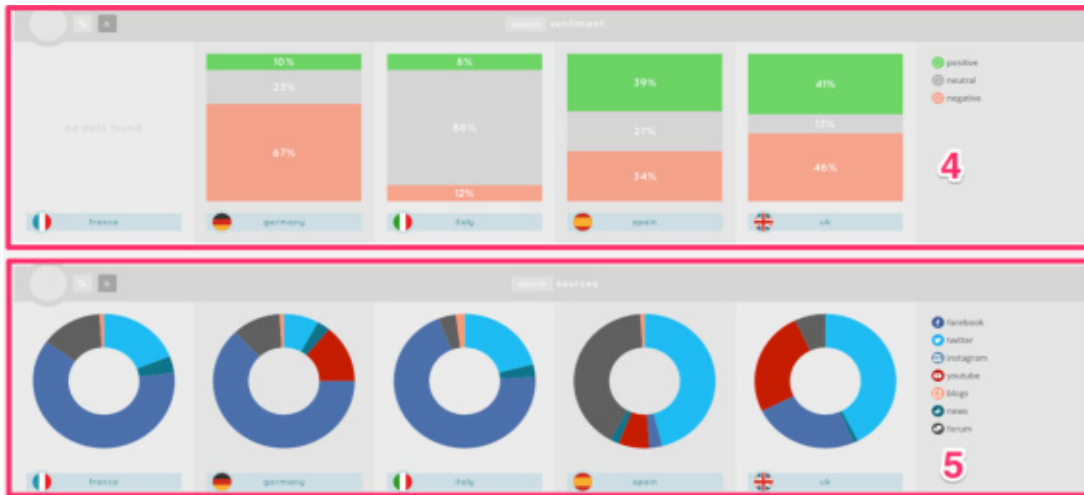 sentiment
10%
23%
67%
8%
80%
12%
39%
27%
34%
41%
13%
46%
no data found
positive
neutral
negative
4
france
germany
italy
spain
uk
sources
facebook
twitter
instagram
youtube
blogs
news
forum
5
france
germany
italy
spain
uk